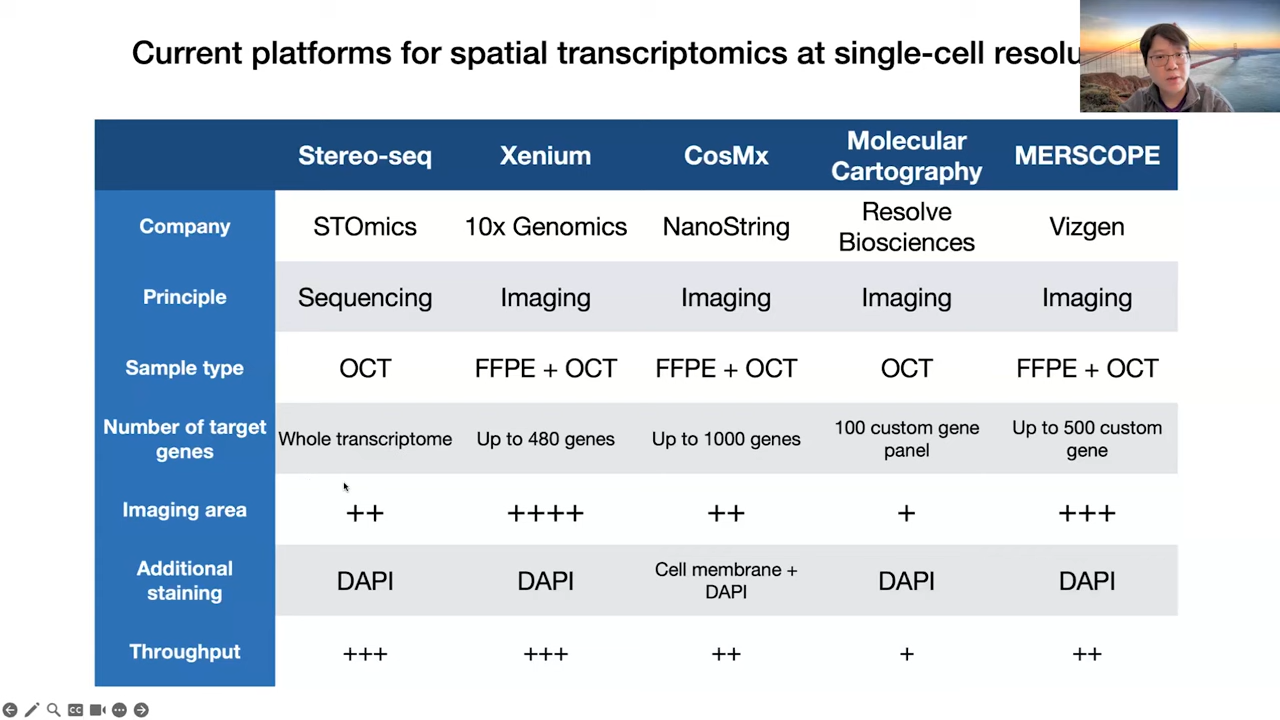 Current platforms for spatial transcriptomics at single-cell resolu
Stereo-seq Xenium CosMx Molecular Cartography MERSCOPE
Company STOmics 10x Genomics NanoString Resolve Biosciences Vizgen
Principle Sequencing Imaging Imaging Imaging Imaging
Sample type OCT FFPE + OCT FFPE + OCT OCT FFPE + OCT
Number of target genes Whole transcriptome Up to 480 genes Up to 1000 genes 100 custom gene panel Up to 500 custom gene
Imaging area ++ ++++ ++ + +++
Additional staining DAPI DAPI Cell membrane + DAPI DAPI DAPI
Throughput +++ +++ ++ + ++
CC